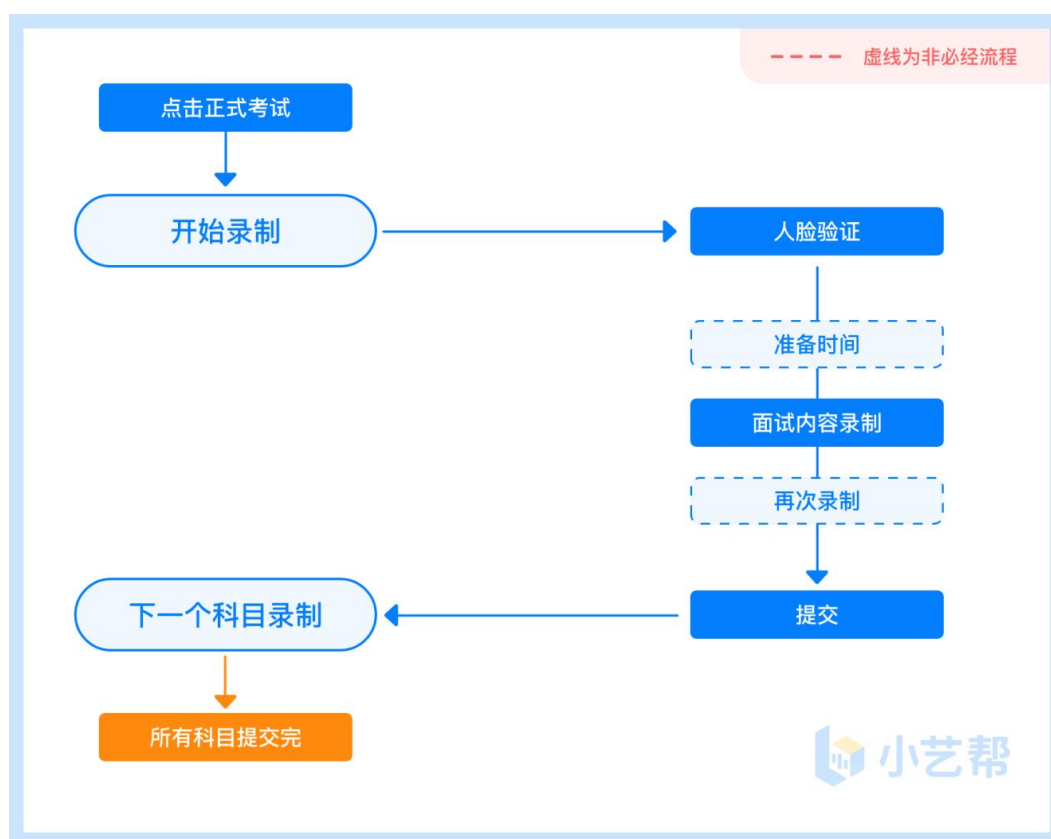 虚线为非必经流程
点击正式考试
开始录制
人脸验证
准备时间
面试内容录制
再次录制
提交
下一个科目录制
所有科目提交完
小艺帮